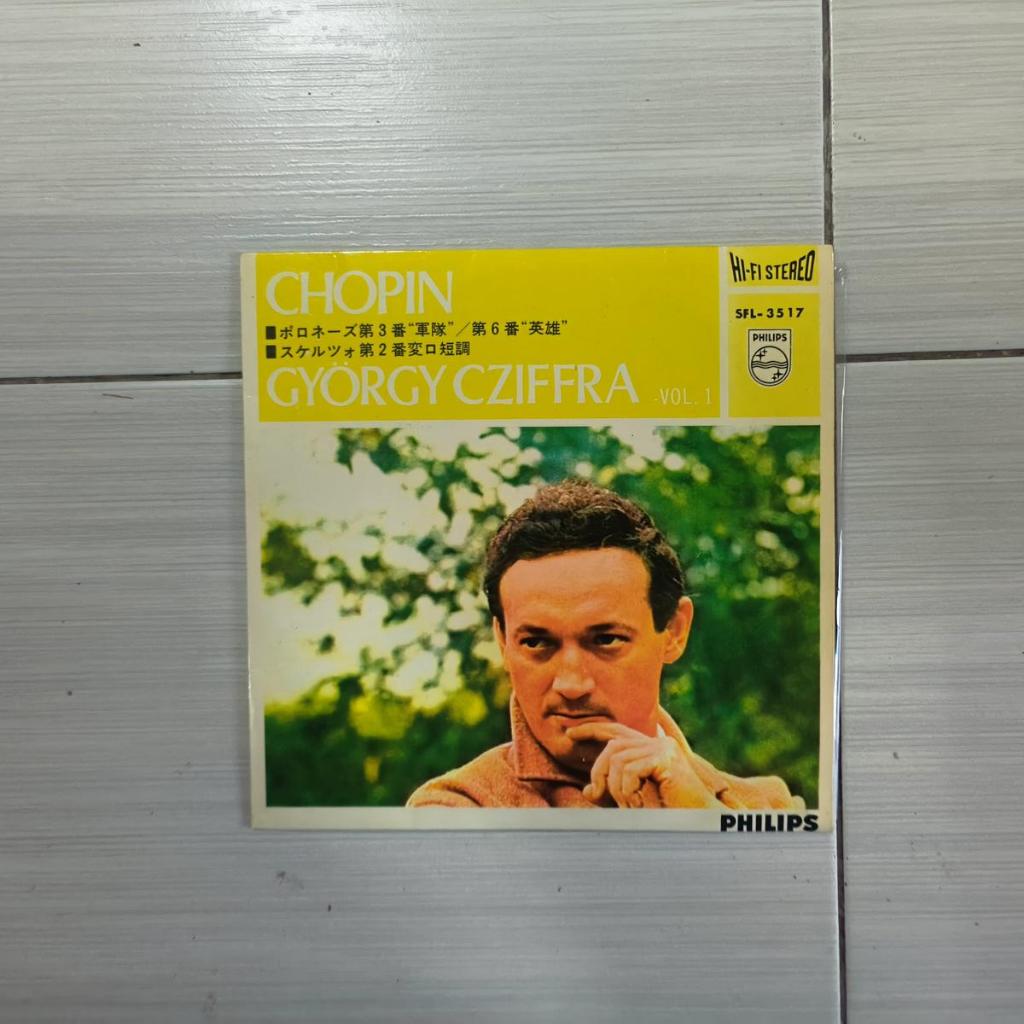 CHOPIN
■ポロネーズ第3番“軍隊”／第6番“英雄”
■スケルツォ第2番変ロ短調
GYÖRGY CZIFFRA -VOL. 1
HI-FI STEREO
SFL-3517
PHILIPS
PHILIPS